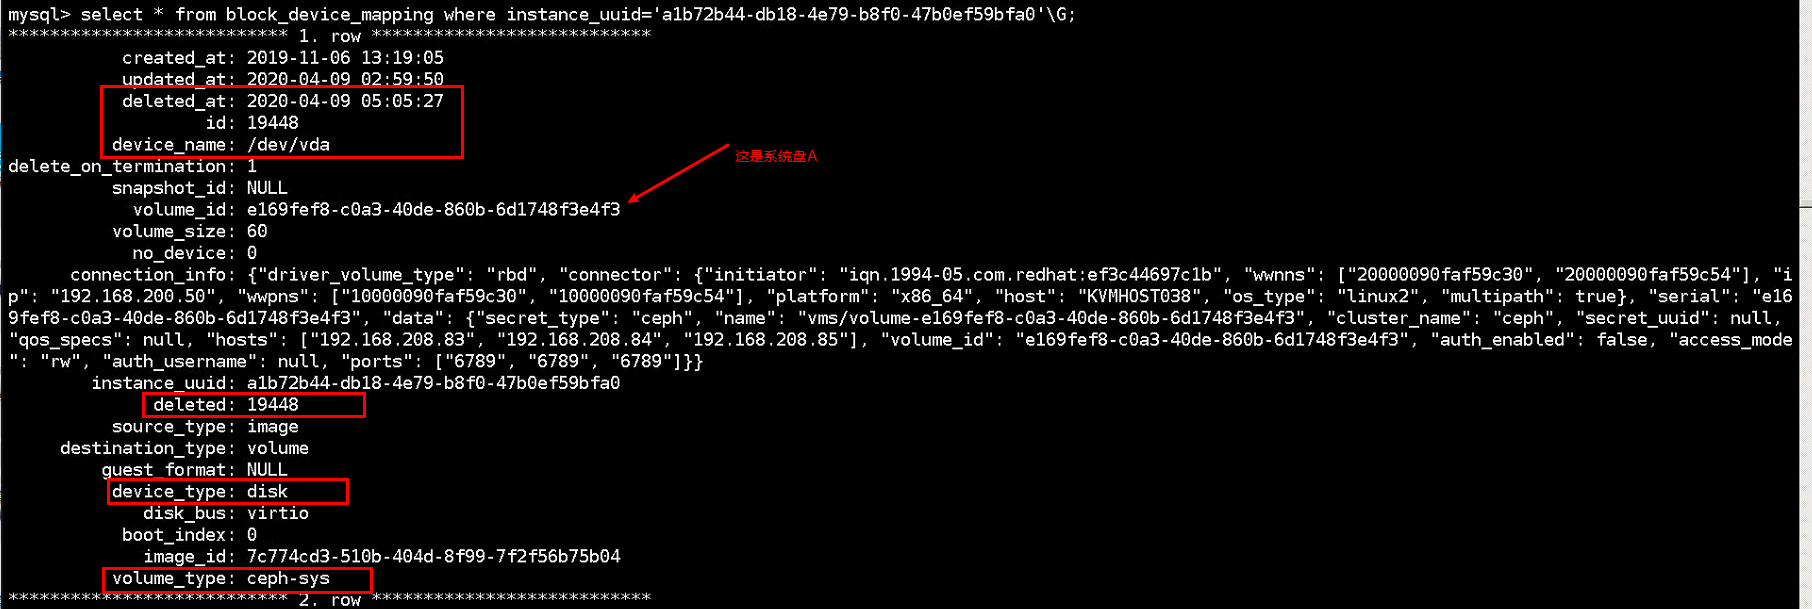 mysql> select * from block_device_mapping where instance_uuid='a1b72b44-db18-4e79-b8f0-47b0ef59bfa0'\G;
*************************** 1. row ***************************
created_at: 2019-11-06 13:19:05
updated_at: 2020-04-09 02:59:50
deleted_at: 2020-04-09 05:05:27
id: 19448
device_name: /dev/vda
这是系统盘A
delete_on_termination: 1
snapshot_id: NULL
volume_id: e169fef8-c0a3-40de-860b-6d1748f3e4f3
volume_size: 60
no_device: 0
connection_info: {"driver_volume_type": "rbd", "connector": {"initiator": "iqn.1994-05.com.redhat:ef3c44697c1b", "wwnns": ["20000090faf59c30", "20000090faf59c54"], "i
p": "192.168.200.50", "wwpns": ["10000090faf59c30", "10000090faf59c54"], "platform": "x86_64", "host": "KVMHOST038", "os_type": "linux2", "multipath": true}, "serial": "e16
9fef8-c0a3-40de-860b-6d1748f3e4f3", "data": {"secret_type": "ceph", "name": "vms/volume-e169fef8-c0a3-40de-860b-6d1748f3e4f3", "cluster_name": "ceph", "secret_uuid": null,
"qos_specs": null, "hosts": ["192.168.208.83", "192.168.208.84", "192.168.208.85"], "volume_id": "e169fef8-c0a3-40de-860b-6d1748f3e4f3", "auth_enabled": false, "access_mode
": "rw", "auth_username": null, "ports": ["6789", "6789", "6789"]}}
instance_uuid: a1b72b44-db18-4e79-b8f0-47b0ef59bfa0
deleted: 19448
source_type: image
destination_type: volume
guest_format: NULL
device_type: disk
disk_bus: virtio
boot_index: 0
image_id: 7c774cd3-510b-404d-8f99-7f2f56b75b04
volume_type: ceph-sys
*************************** 2. row ***************************